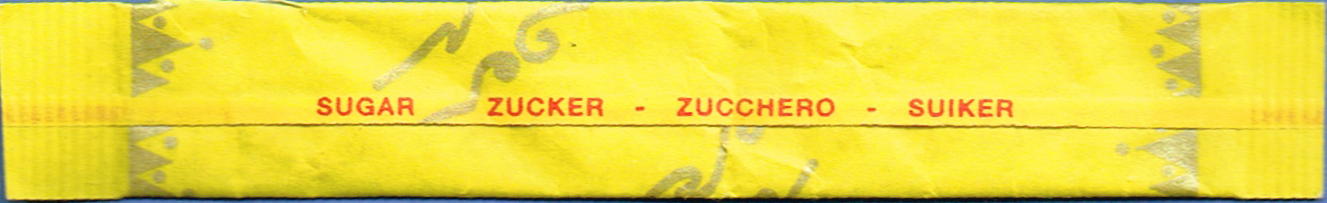 SUGAR ZUCKER - ZUCCHERO - SUIKER